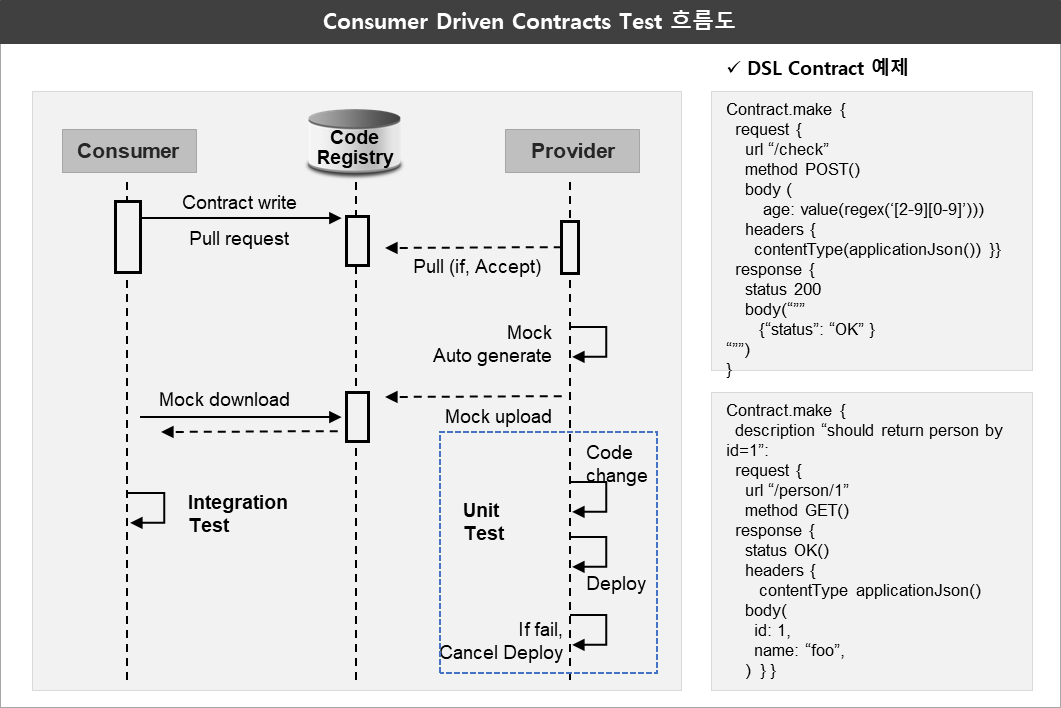 Consumer Driven Contracts Test 흐름도
Consumer
Code
Registry
Provider
Contract write
Pull request
Pull (if, Accept)
Mock
Auto generate
Mock download
Mock upload
Integration
Test
Unit
Test
Code
change
Deploy
If fail,
Cancel Deploy
✓ DSL Contract 예제
Contract.make {
request {
url “/check”
method POST()
body (
age: value(regex(‘[2-9][0-9]’)))
headers {
contentType(applicationJson()) }}
response {
status 200
body(“””
{“status”: “OK” }
“””)
}
Contract.make {
description “should return person by
id=1”:
request {
url “/person/1”
method GET()
response {
status OK()
headers {
contentType applicationJson()
body(
id: 1,
name: “foo”,
) } }